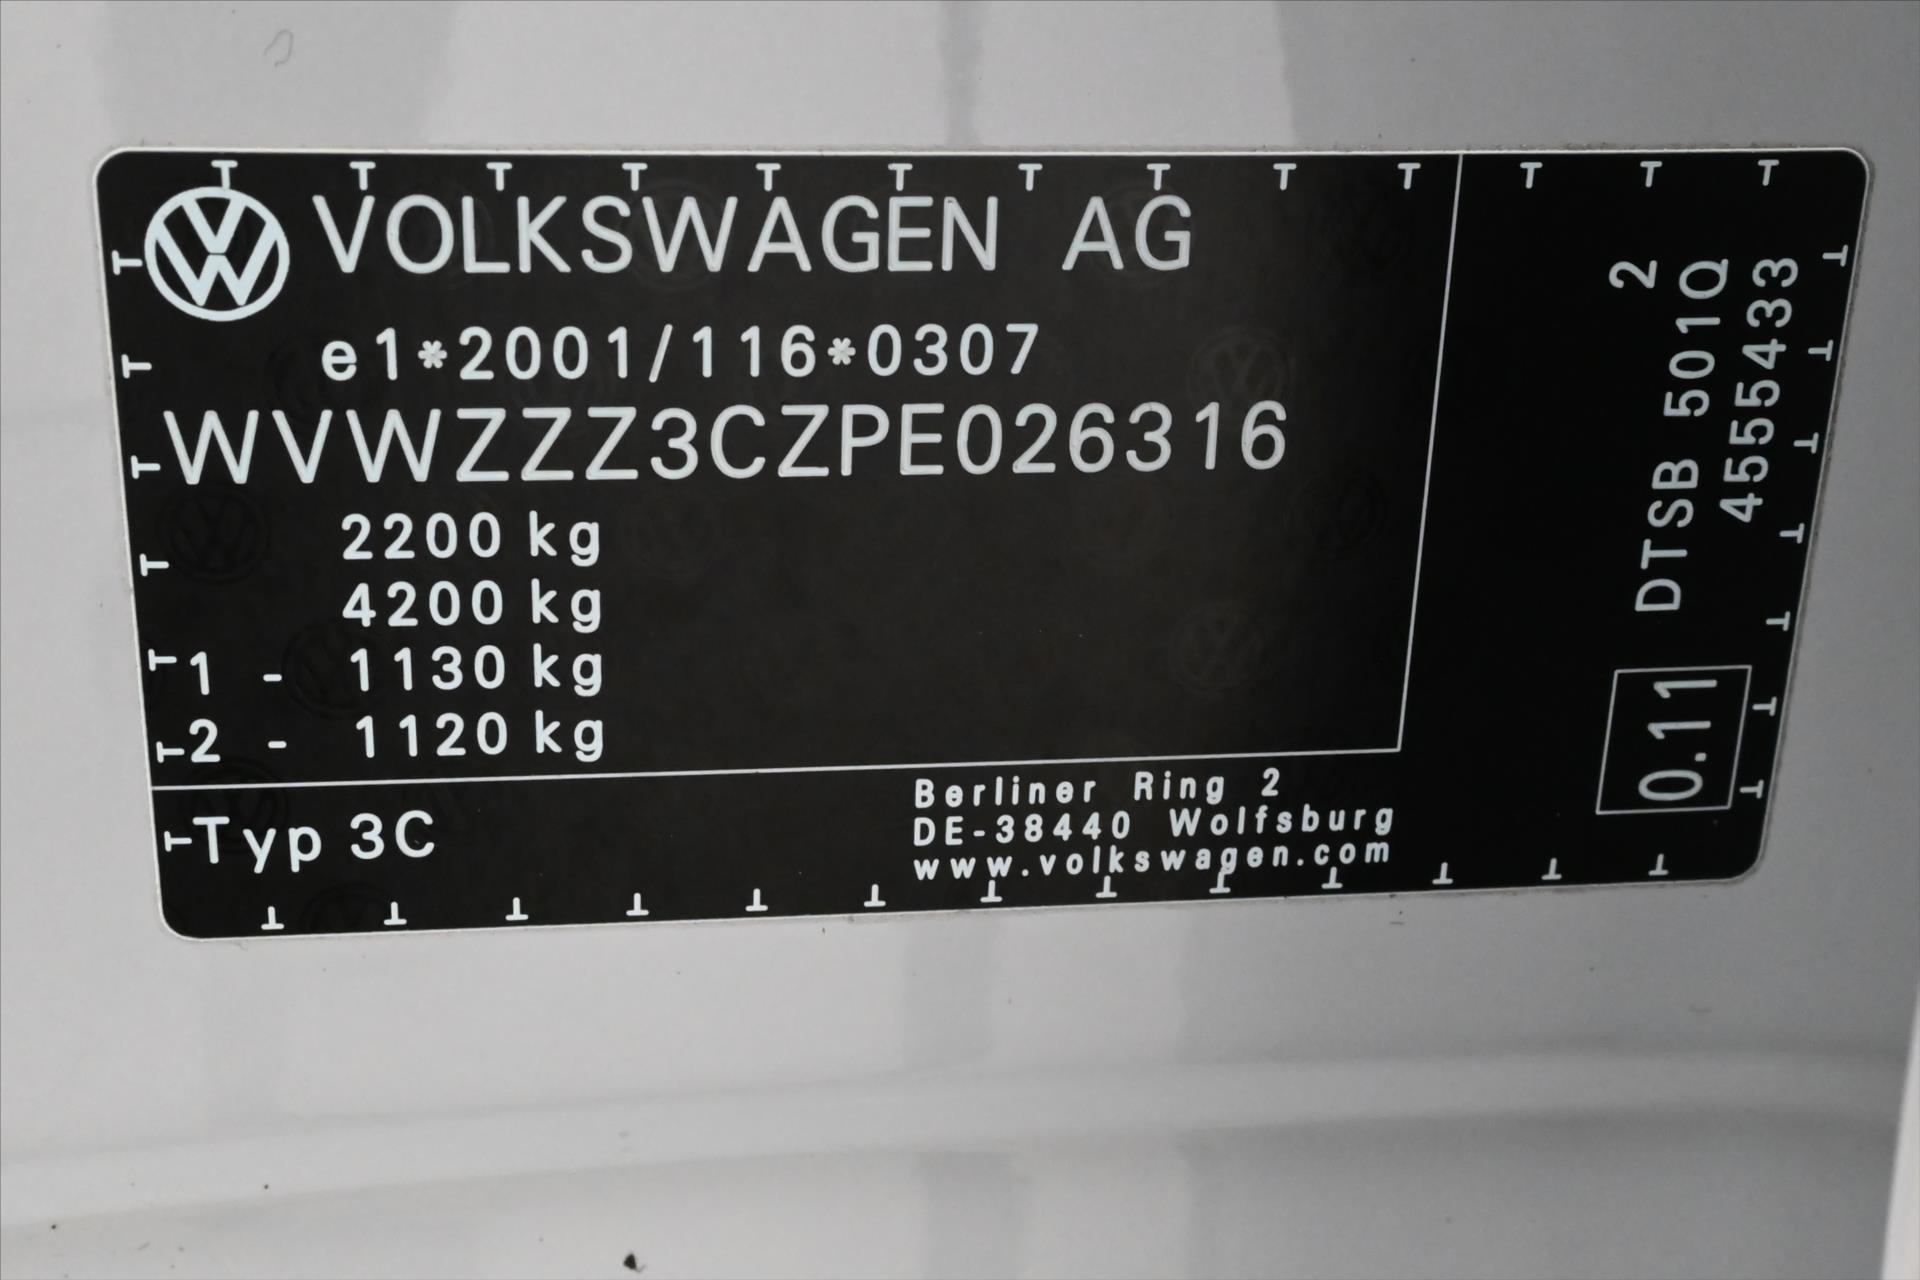 VOLKSWAGEN AG
e1*2001/116*0307
WVWZZZ3CZPE026316
2200 kg
4200 kg
1 - 1130 kg
2 - 1120 kg
Typ 3C
Berliner Ring 2
DE-38440 Wolfsburg
www.volkswagen.com
2
DTSB 501Q
4555433
0.11